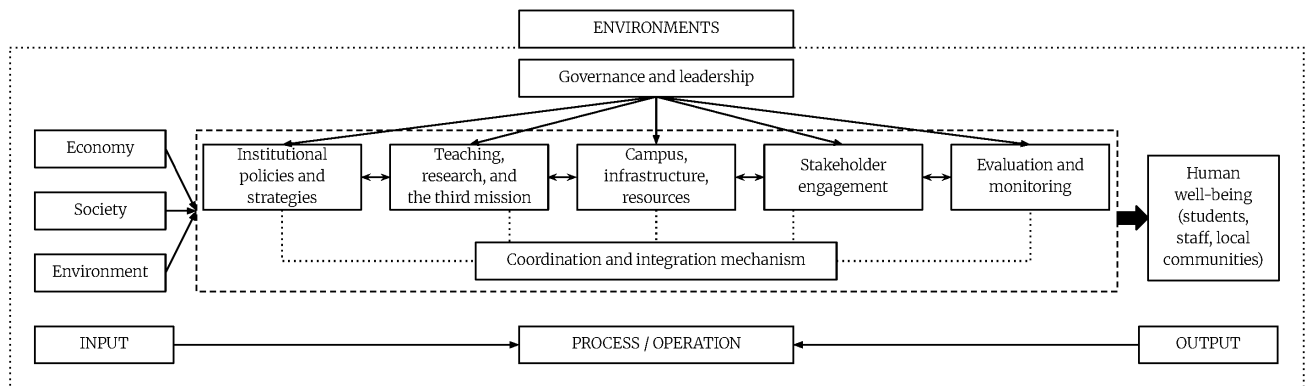 ENVIRONMENTS
Governance and leadership
Economy
Society
Environment
Institutional
policies and
strategies
Teaching,
research, and
the third mission
Campus,
infrastructure,
resources
Stakeholder
engagement
Evaluation and
monitoring
Coordination and integration mechanism
Human
well-being
(students,
staff, local
communities)
INPUT
PROCESS / OPERATION
OUTPUT